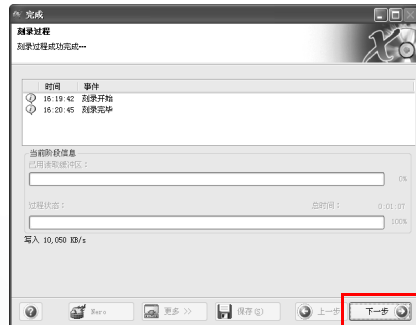 完成
刻录过程
刻录过程成功完成…
时间 事件
16:19:42 刻录开始
16:20:45 刻录完毕
当前阶段信息
已用读取缓冲区：
0%
过程状态： 总时间： 0:01:07
100%
写入 10,050 KB/s
Nero 更多 >> 保存(S) 上一步 下一步